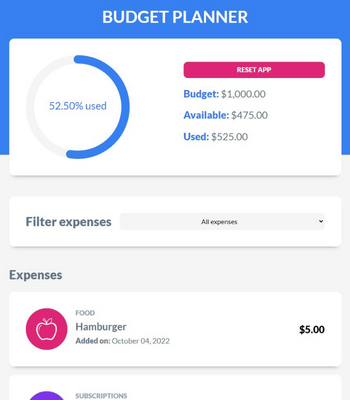 BUDGET PLANNER
52.50% used
RESET APP
Budget: $1,000.00
Available: $475.00
Used: $525.00
Filter expenses
All expenses
Expenses
FOOD
Hamburger
$5.00
Added on: October 04, 2022
SUBSCRIPTIONS